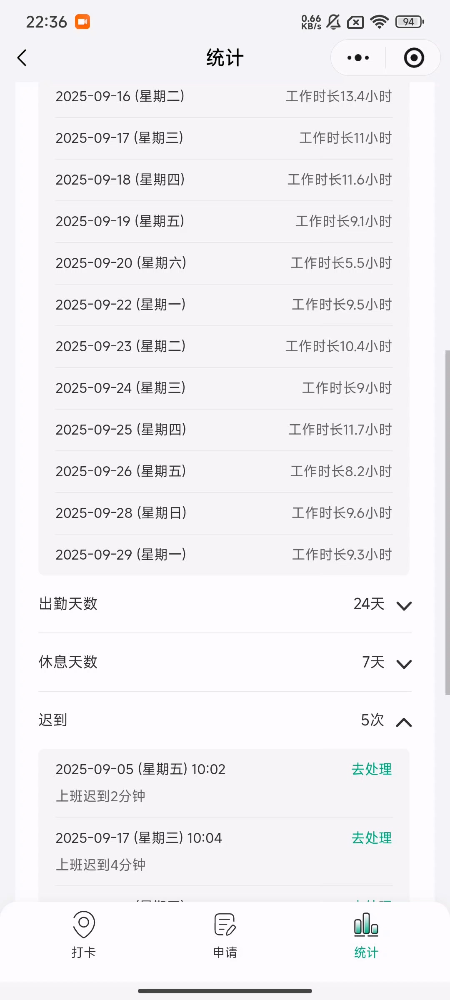 22:36
0.66
KB/s
94
统计
2025-09-16 (星期二) 工作时长13.4小时
2025-09-17 (星期三) 工作时长11小时
2025-09-18 (星期四) 工作时长11.6小时
2025-09-19 (星期五) 工作时长9.1小时
2025-09-20 (星期六) 工作时长5.5小时
2025-09-22 (星期一) 工作时长9.5小时
2025-09-23 (星期二) 工作时长10.4小时
2025-09-24 (星期三) 工作时长9小时
2025-09-25 (星期四) 工作时长11.7小时
2025-09-26 (星期五) 工作时长8.2小时
2025-09-28 (星期日) 工作时长9.6小时
2025-09-29 (星期一) 工作时长9.3小时
出勤天数 24天
休息天数 7天
迟到 5次
2025-09-05 (星期五) 10:02 去处理
上班迟到2分钟
2025-09-17 (星期三) 10:04 去处理
上班迟到4分钟
打卡 申请 统计